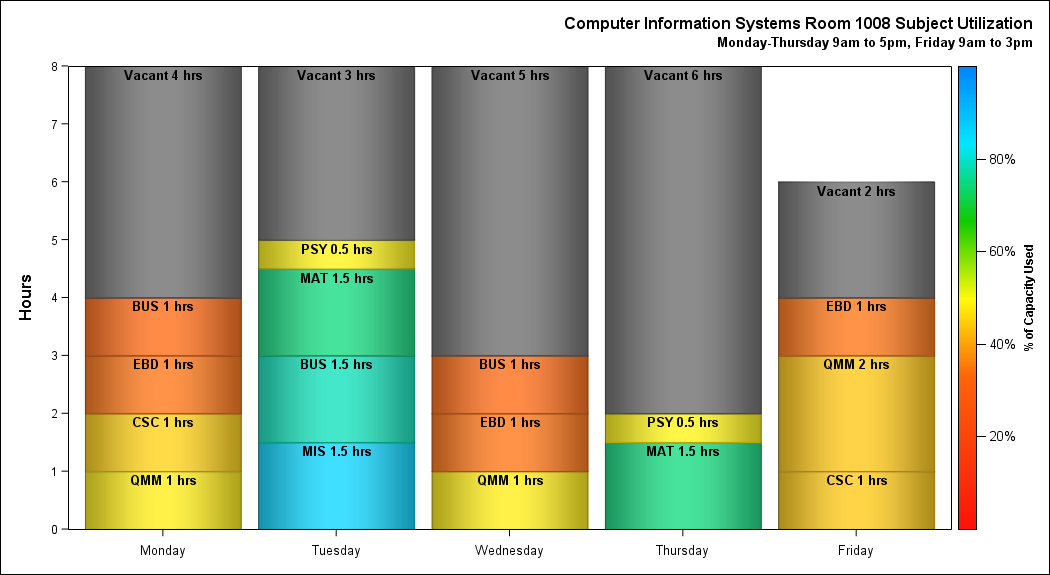 Computer Information Systems Room 1008 Subject Utilization
Monday-Thursday 9am to 5pm, Friday 9am to 3pm
Hours
8
7
6
5
4
3
2
1
0
Vacant 4 hrs
BUS 1 hrs
EBD 1 hrs
CSC 1 hrs
QMM 1 hrs
Monday
Vacant 3 hrs
PSY 0.5 hrs
MAT 1.5 hrs
BUS 1.5 hrs
MIS 1.5 hrs
Tuesday
Vacant 5 hrs
BUS 1 hrs
EBD 1 hrs
QMM 1 hrs
Wednesday
Vacant 6 hrs
PSY 0.5 hrs
MAT 1.5 hrs
Thursday
Vacant 2 hrs
EBD 1 hrs
QMM 2 hrs
CSC 1 hrs
Friday
80%
60%
40%
20%
% of Capacity Used